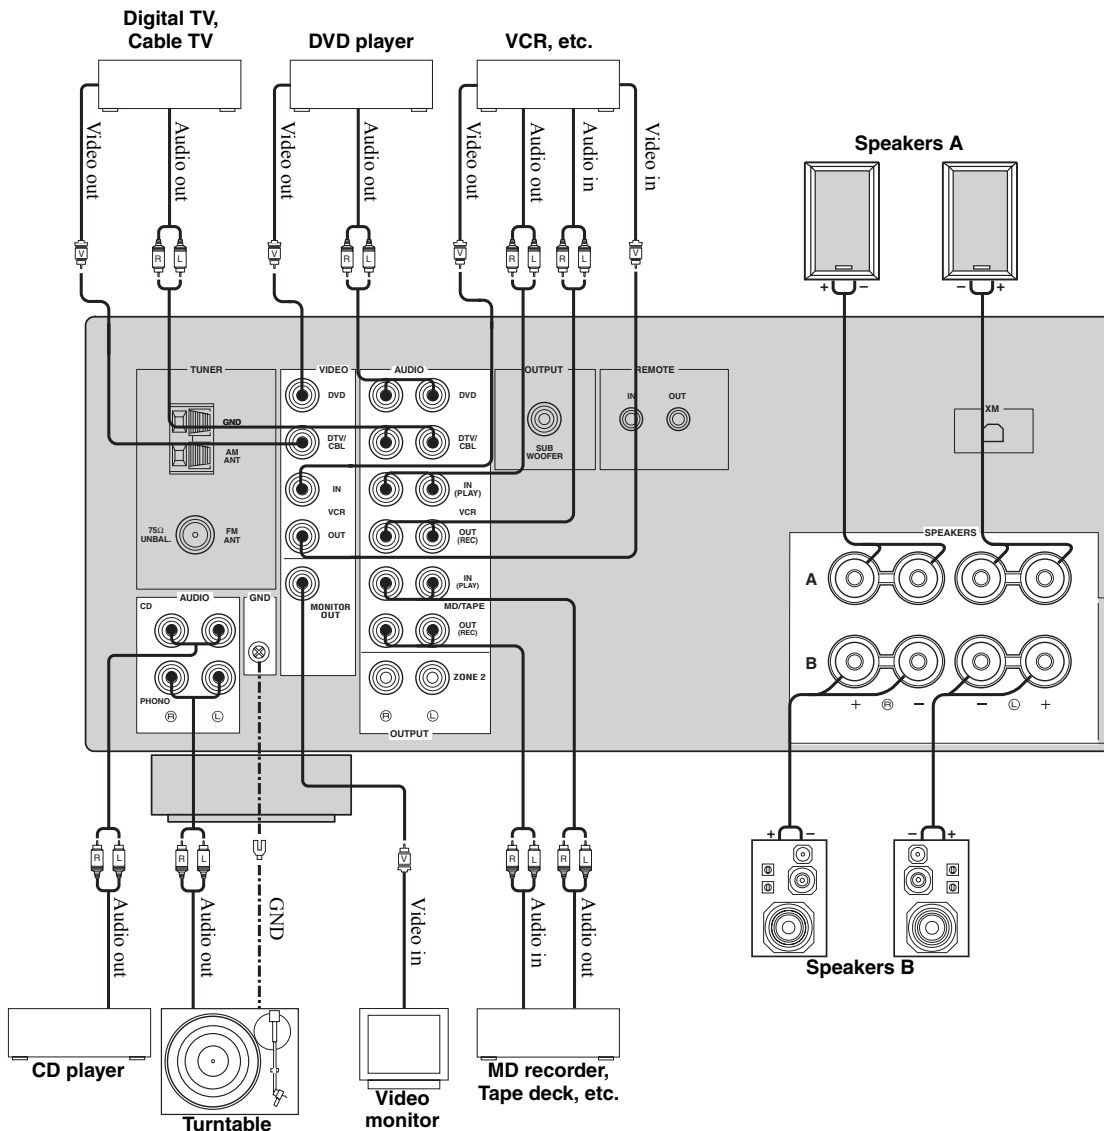 Digital TV,
Cable TV
DVD player
VCR, etc.
Video out
Audio out
Video out
Audio out
Video out
Audio out
Audio in
Video in
Speakers A
V
R
L
V
R
L
V
R
L
R
L
V
+ −
− +
TUNER
VIDEO
AUDIO
OUTPUT
REMOTE
GND
AM
ANT
75Ω
UNBAL.
FM
ANT
DVD
DTV/
CBL
IN
VCR
OUT
MONITOR
OUT
DVD
DTV/
CBL
IN
(PLAY)
VCR
OUT
(REC)
IN
(PLAY)
MD/TAPE
OUT
(REC)
ZONE 2
R
L
OUTPUT
SUB
WOOFER
IN
OUT
XM
SPEAKERS
A
B
+ R −
− L +
AUDIO
CD
PHONO
R
L
GND
R
L
R
L
V
R
L
R
L
Audio out
Audio out
GND
Video in
Audio in
Audio out
+ −
− +
Speakers B
CD player
Turntable
Video
monitor
MD recorder,
Tape deck, etc.